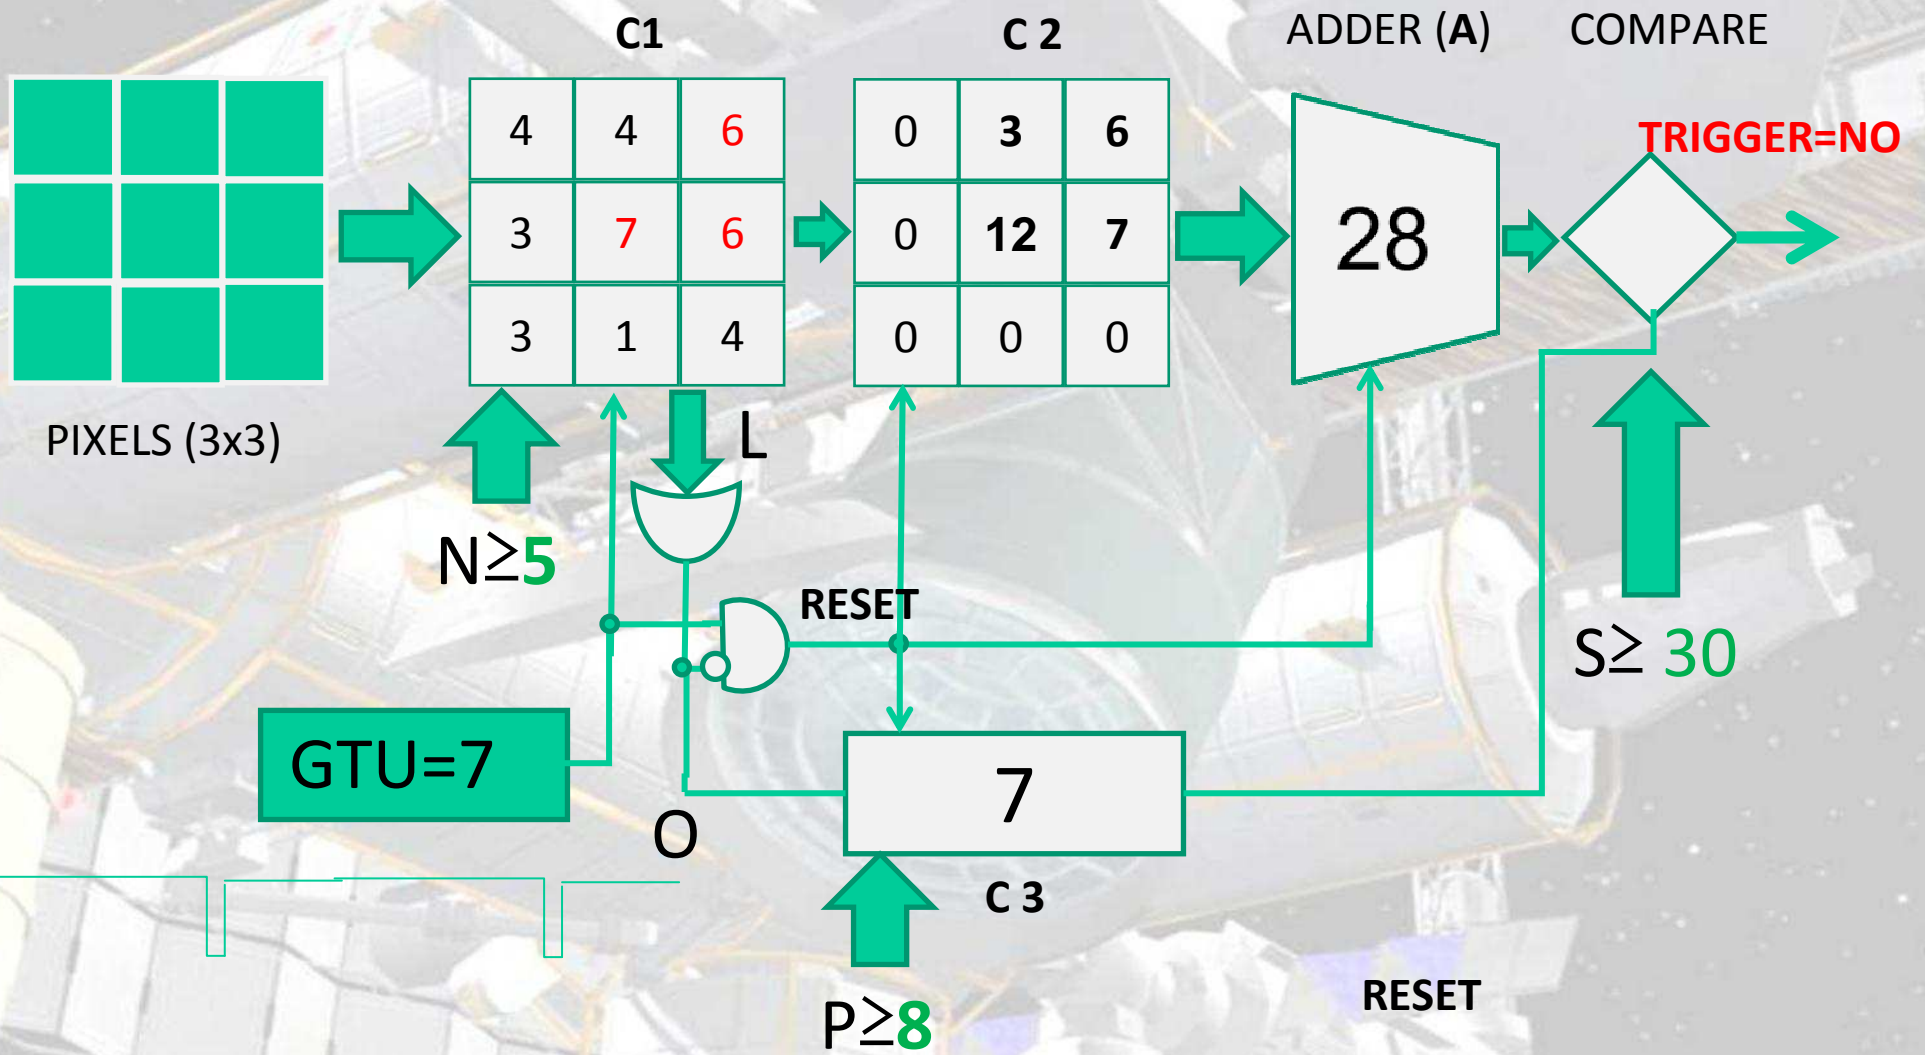 C1
C 2
ADDER (A)
COMPARE
TRIGGER=NO
4 4 6
3 7 6
3 1 4
0 3 6
0 12 7
0 0 0
28
PIXELS (3x3)
L
N≥5
RESET
S≥ 30
GTU=7
7
O
C 3
P≥8
RESET